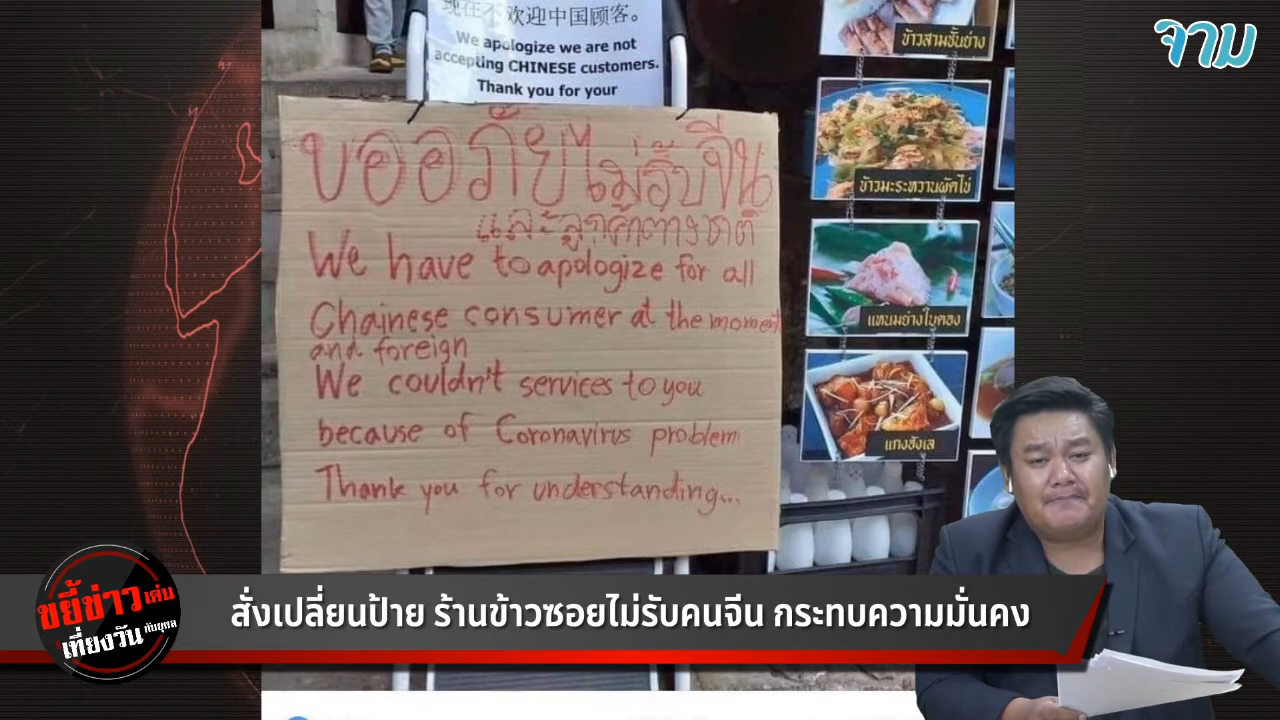 จาม
现在不欢迎中国顾客。
We apologize we are not
accepting CHINESE customers.
Thank you for your
ขออภัยไม่รับจีน
และลูกค้าต่างชาติ
We have to apologize for all
Chainese consumer at the moment
and foreign
We couldn't services to you
because of Coronavirus problem
Thank you for understanding...
ข้าวสามชั้นย่าง
ข้าวมะระหวานผัดไข่
แหนมย่างใบตอง
แกงฮังเล
ขยี้ข่าวเด่น
เที่ยงวัน กับยุคล
สั่งเปลี่ยนป้าย ร้านข้าวซอยไม่รับคนจีน กระทบความมั่นคง